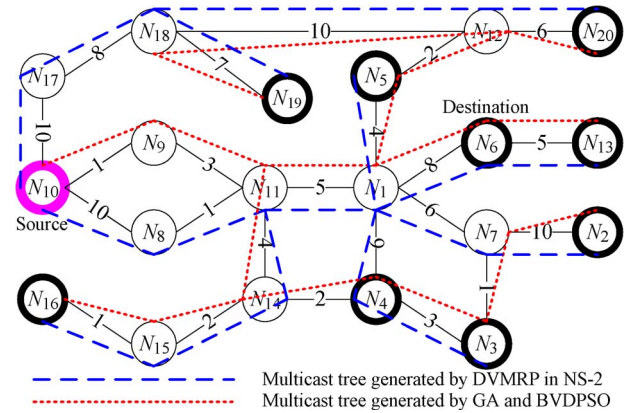 N18 10 N12 6 N20
8 7 2
N17 N19 N5 Destination
10 N9 4 N6 5 N13
1 3 8
N10 N11 5 N1
Source 10 1 6
N8 N7 10 N2
4 9 1
N16 N14 2 N4
1 2 3
N15 N3
Multicast tree generated by DVMRP in NS-2
Multicast tree generated by GA and BVDPSO